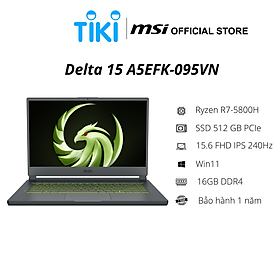 TIKI | msi OFFICIAL STORE
Delta 15 A5EFK-095VN
Ryzen R7-5800H
SSD 512 GB PCIe
15.6 FHD IPS 240Hz
Win11
16GB DDR4
Bảo hành 1 năm